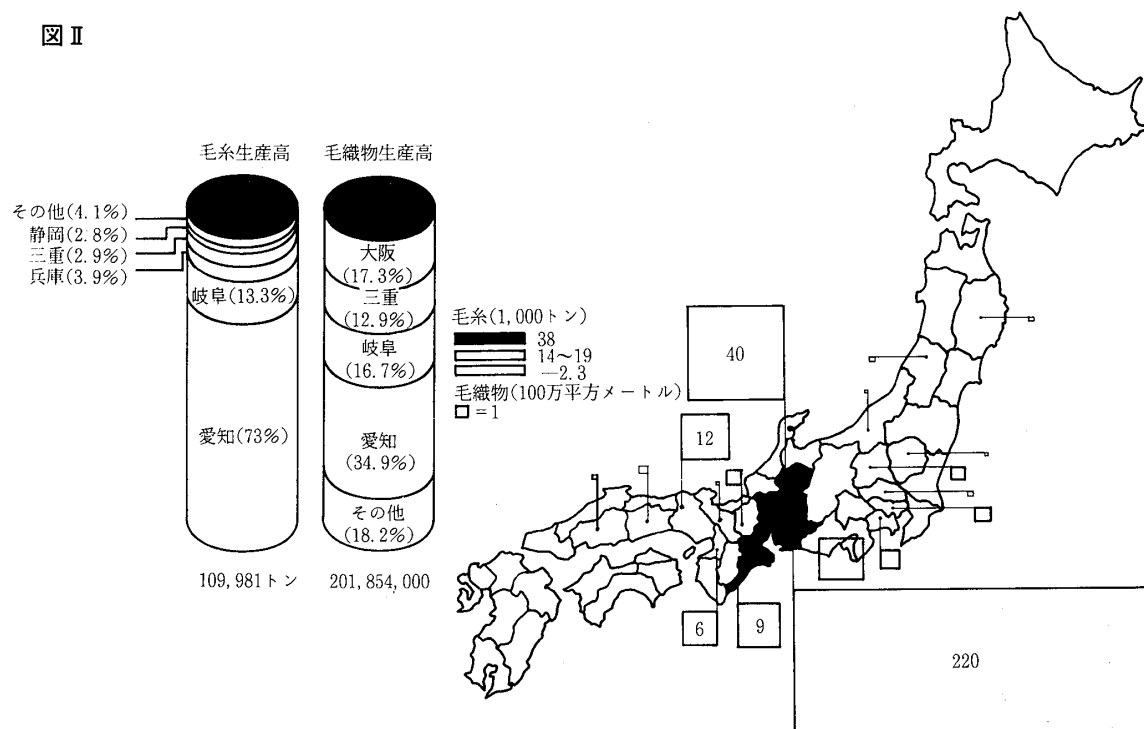 図Ⅱ
毛糸生産高
その他(4.1%)
静岡(2.8%)
三重(2.9%)
兵庫(3.9%)
岐阜(13.3%)
愛知(73%)
109,981トン
毛織物生産高
大阪
(17.3%)
三重
(12.9%)
岐阜
(16.7%)
愛知
(34.9%)
その他
(18.2%)
201,854,000
毛糸(1,000トン)
38
14〜19
—2.3
毛織物(100万平方メートル)
=1
40
12
6
9
220